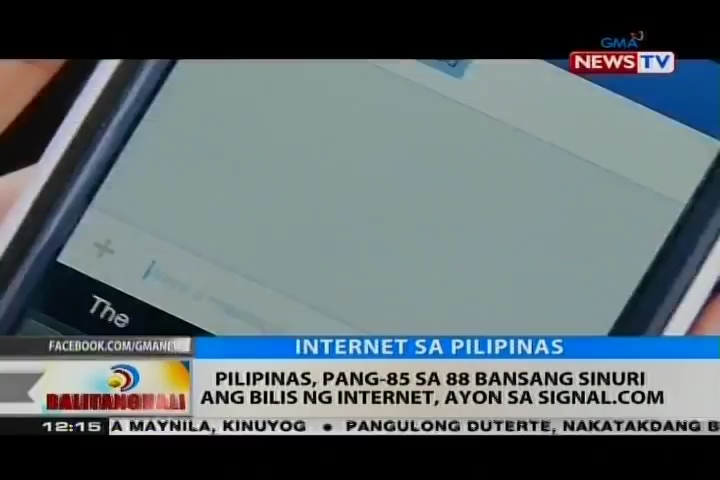 GMA
NEWS TV
The
FACEBOOK.COM/GMANEW
INTERNET SA PILIPINAS
BALITANGHALI
PILIPINAS, PANG-85 SA 88 BANSANG SINURI
ANG BILIS NG INTERNET, AYON SA SIGNAL.COM
12:15 A MAYNILA, KINUYOG ● PANGULONG DUTERTE, NAKATAKDANG B